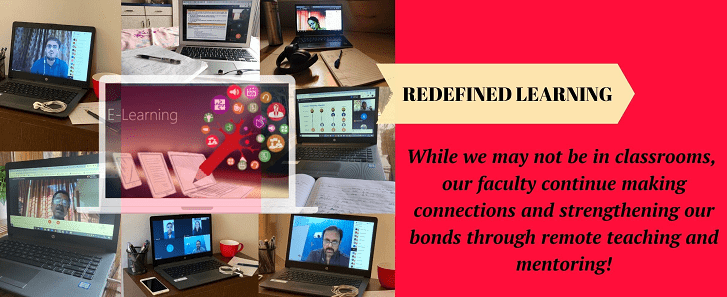 E-Learning
REDEFINED LEARNING
While we may not be in classrooms,
our faculty continue making
connections and strengthening our
bonds through remote teaching and
mentoring!